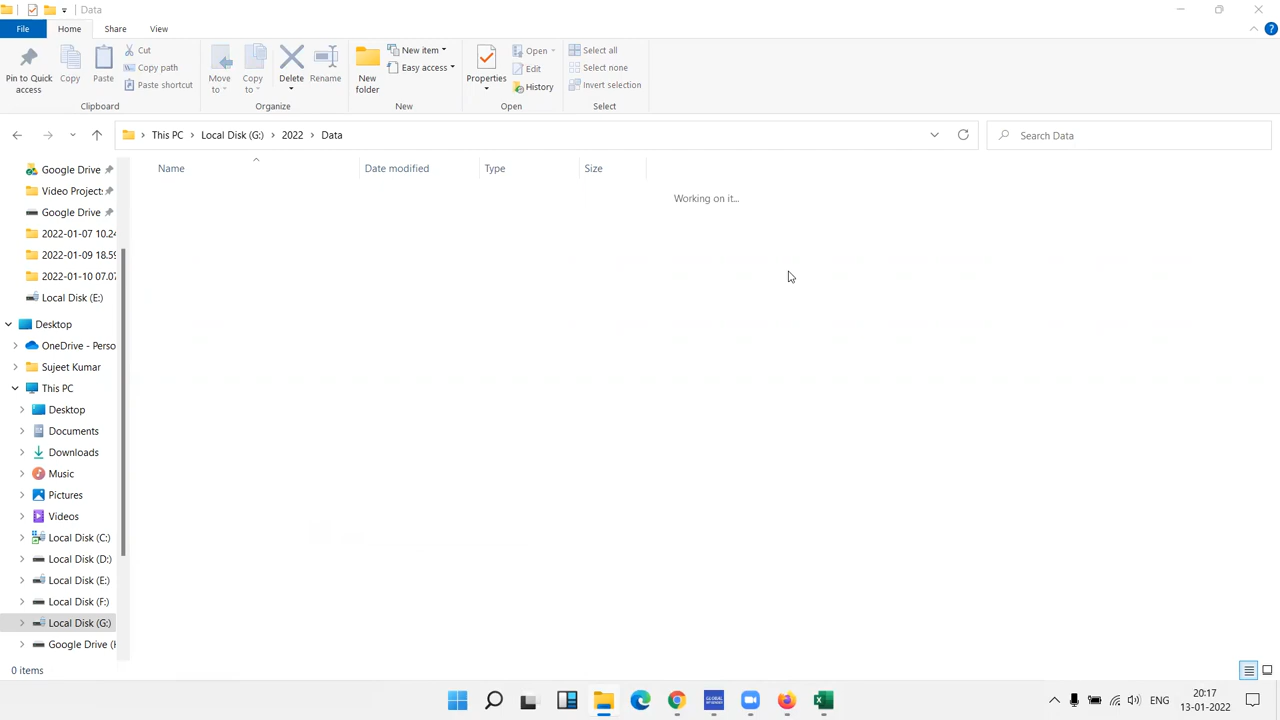 Data
File Home Share View
Pin to Quick access
Copy
Paste
Cut
Copy path
Paste shortcut
Clipboard
Move to
Copy to
Delete
Rename
Organize
New folder
New item
Easy access
New
Properties
Open
Edit
History
Open
Select all
Select none
Invert selection
Select
This PC > Local Disk (G:) > 2022 > Data
Search Data
Name Date modified Type Size
Working on it...
Google Drive
Video Projects
Google Drive
2022-01-07 10.24
2022-01-09 18.59
2022-01-10 07.07
Local Disk (E:)
Desktop
OneDrive - Perso
Sujeet Kumar
This PC
Desktop
Documents
Downloads
Music
Pictures
Videos
Local Disk (C:)
Local Disk (D:)
Local Disk (E:)
Local Disk (F:)
Local Disk (G:)
Google Drive (H
0 items
ENG
20:17
13-01-2022